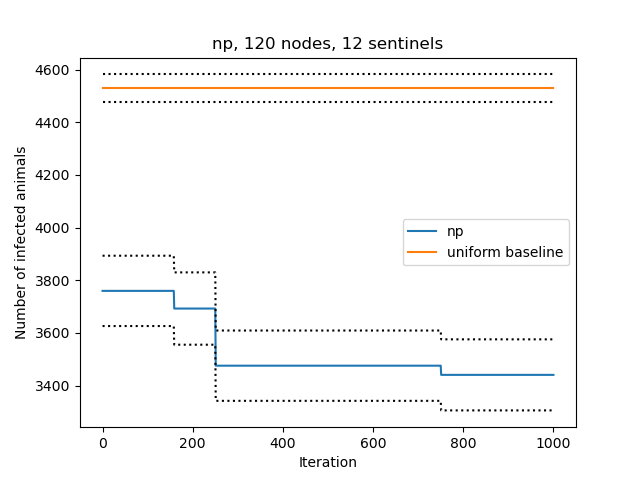 np, 120 nodes, 12 sentinels
4600
4400
4200
4000
3800
3600
3400
Number of infected animals
np
uniform baseline
0
200
400
600
800
1000
Iteration